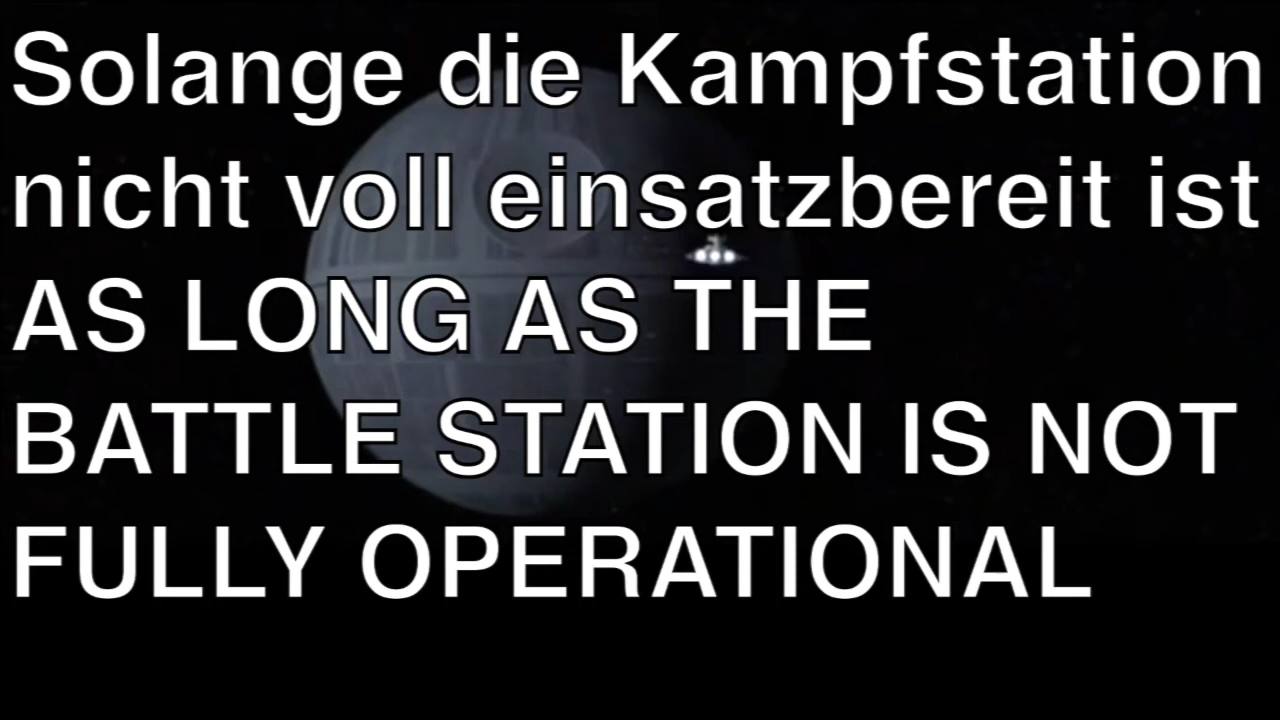 Solange die Kampfstation
nicht voll einsatzbereit ist
AS LONG AS THE
BATTLE STATION IS NOT
FULLY OPERATIONAL